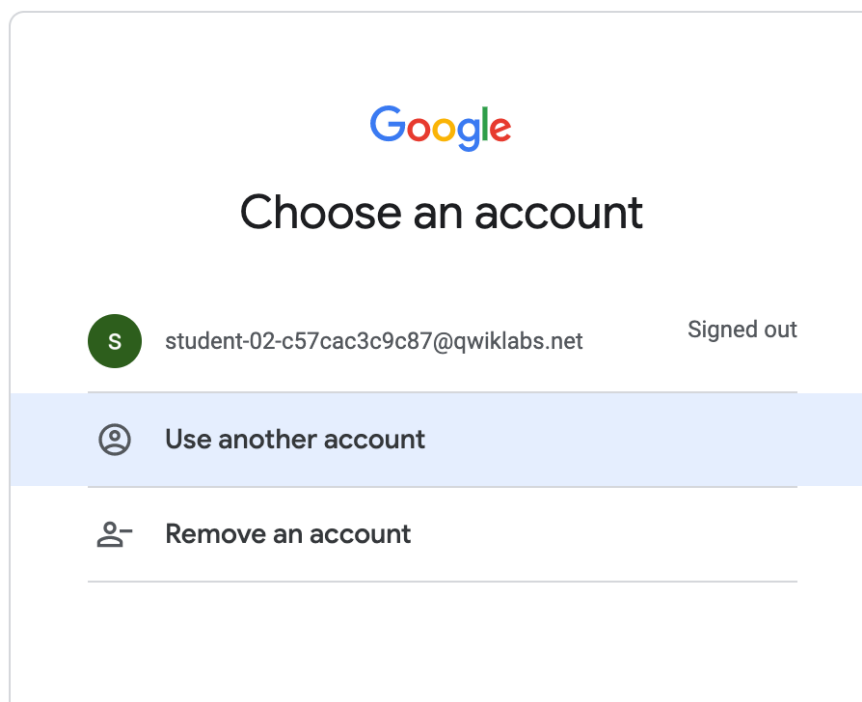 Google
Choose an account
S
student-02-c57cac3c9c87@qwiklabs.net
Signed out
Use another account
Remove an account